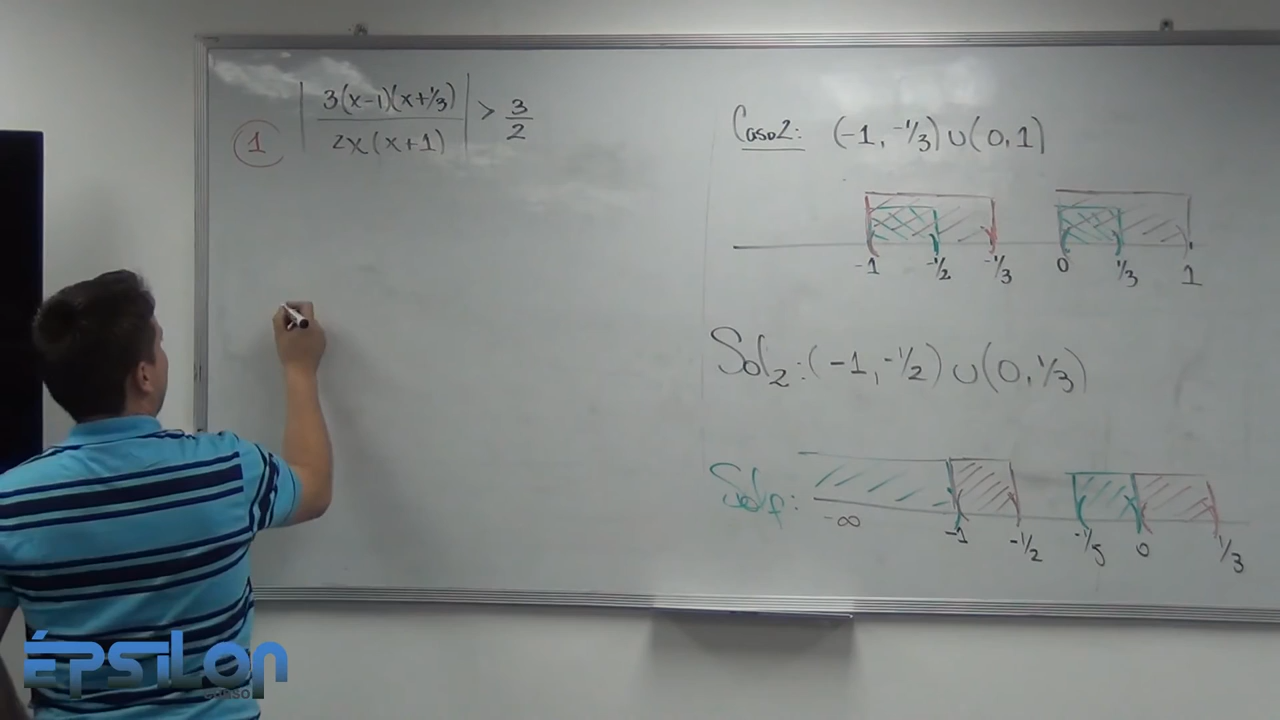 1 | 3(x-1)(x+1/3) / 2x(x+1) | > 3/2
Caso 2: (-1, -1/3) ∪ (0, 1)
-1 -1/2 -1/3 0 1/3 1
Sol₂: (-1, -1/2) ∪ (0, 1/3)
Solf:
-∞ -1 -1/2 -1/5 0 1/3
ÉPSILON